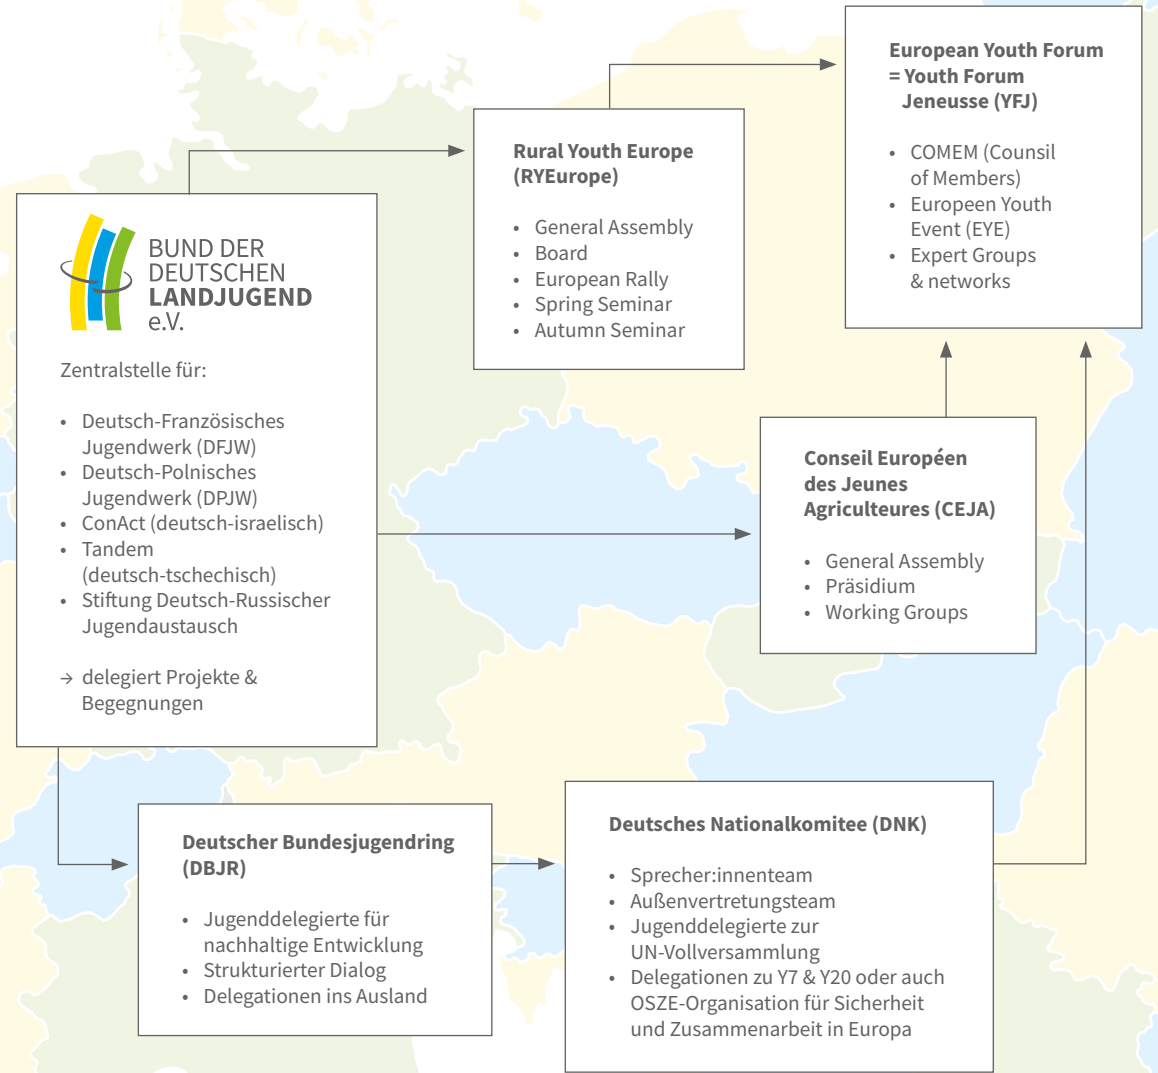 BUND DER
DEUTSCHEN
LANDJUGEND
e.V.
Zentralstelle für:
• Deutsch-Französisches
Jugendwerk (DFJW)
• Deutsch-Polnisches
Jugendwerk (DPJW)
• ConAct (deutsch-israelisch)
• Tandem
(deutsch-tschechisch)
• Stiftung Deutsch-Russischer
Jugendaustausch
→ delegiert Projekte &
Begegnungen
Rural Youth Europe
(RYEurope)
• General Assembly
• Board
• European Rally
• Spring Seminar
• Autumn Seminar
European Youth Forum
= Youth Forum
Jeneusse (YFJ)
• COMEM (Counsil
of Members)
• Europeen Youth
Event (EYE)
• Expert Groups
& networks
Conseil Européen
des Jeunes
Agriculteures (CEJA)
• General Assembly
• Präsidium
• Working Groups
Deutscher Bundesjugendring
(DBJR)
• Jugenddelegierte für
nachhaltige Entwicklung
• Strukturierter Dialog
• Delegationen ins Ausland
Deutsches Nationalkomitee (DNK)
• Sprecher:innenteam
• Außenvertretungsteam
• Jugenddelegierte zur
UN-Vollversammlung
• Delegationen zu Y7 & Y20 oder auch
OSZE-Organisation für Sicherheit
und Zusammenarbeit in Europa